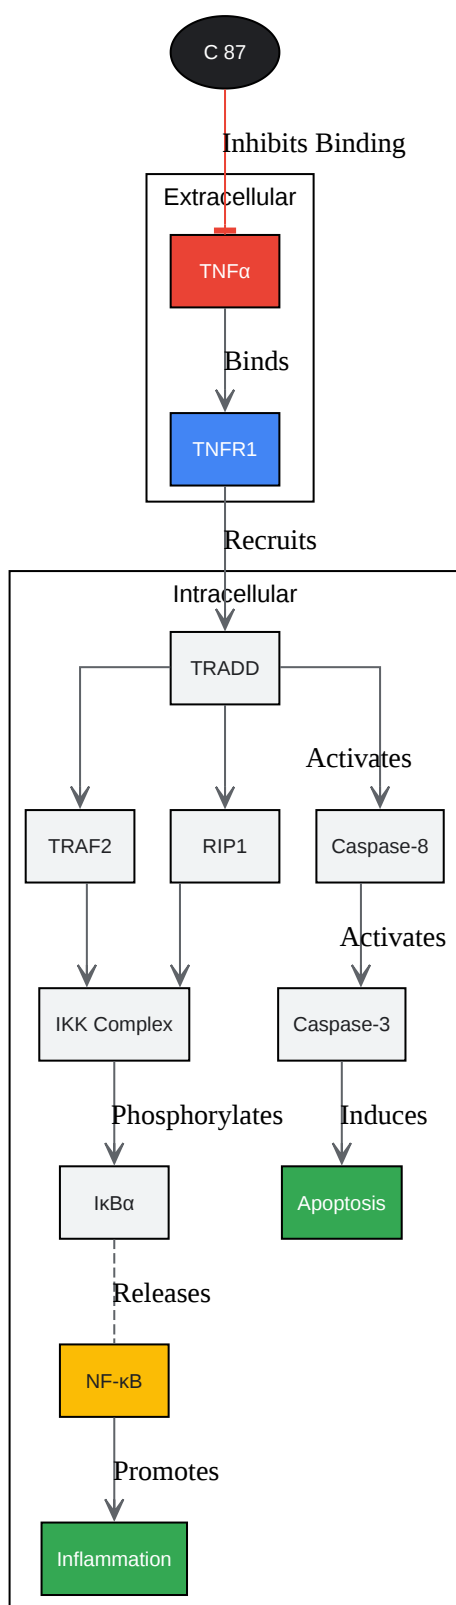 C 87
Inhibits Binding
Extracellular
TNFα
Binds
TNFR1
Recruits
Intracellular
TRADD
Activates
TRAF2
RIP1
Caspase-8
Activates
IKK Complex
Caspase-3
Phosphorylates
Induces
IκBα
Apoptosis
Releases
NF-κB
Promotes
Inflammation